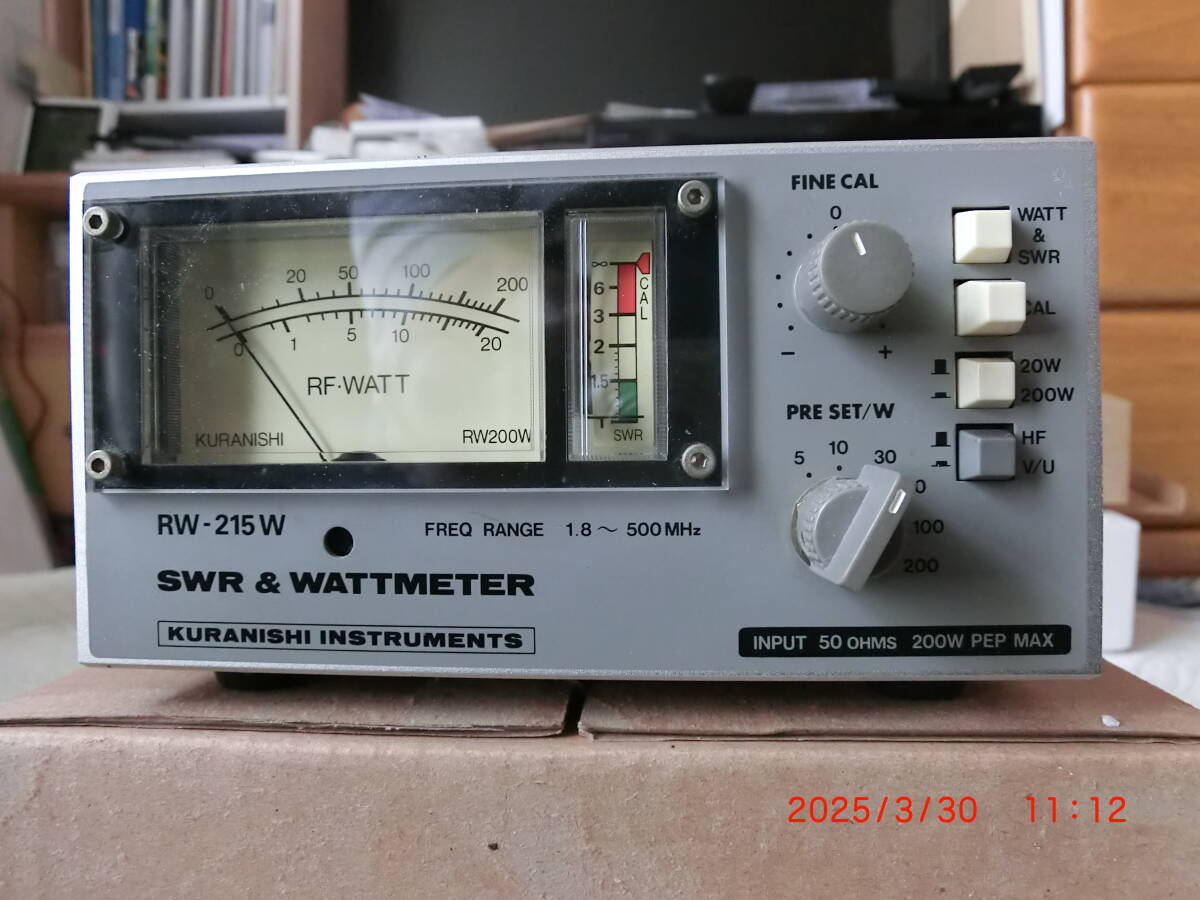 20 50 100
0 200
0 1 5 10 20
RF·WATT
KURANISHI RW200W
∞
6
3
2
1.5
1
CAL
SWR
FINE CAL
0
− +
WATT
&
SWR
CAL
20W
200W
HF
V/U
PRE SET/W
5 10 30
100
200
RW-215W
FREQ RANGE 1.8 ~ 500 MHz
SWR & WATTMETER
KURANISHI INSTRUMENTS
INPUT 50 OHMS 200W PEP MAX
2025/3/30 11:12